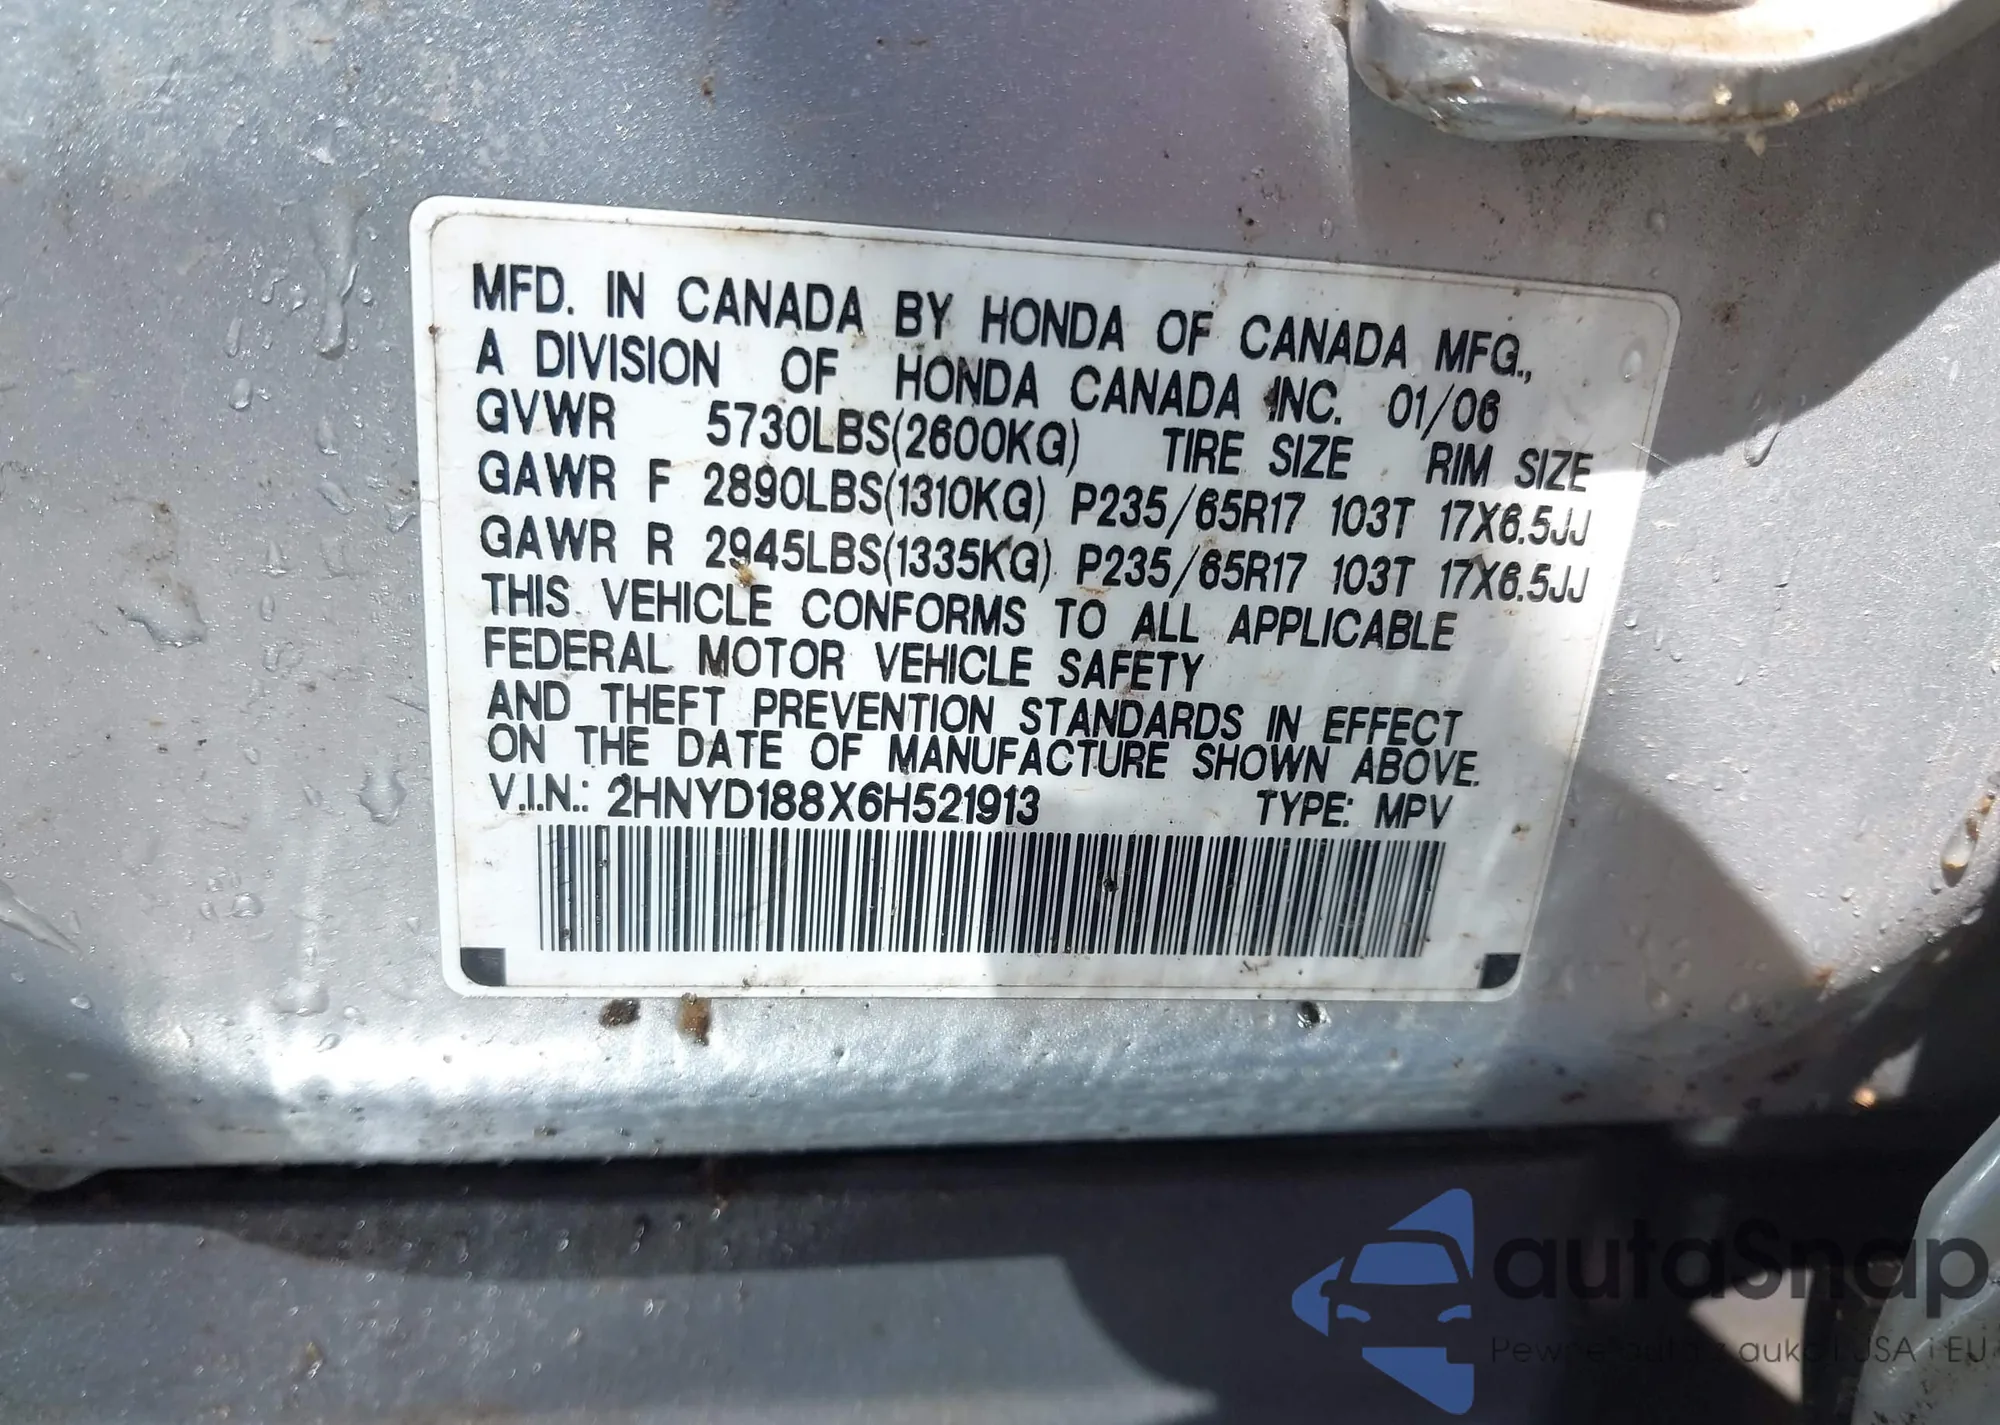 MFD. IN CANADA BY HONDA OF CANADA MFG.,
A DIVISION OF HONDA CANADA INC. 01/06
GVWR 5730LBS(2600KG) TIRE SIZE RIM SIZE
GAWR F 2890LBS(1310KG) P235/65R17 103T 17X6.5JJ
GAWR R 2945LBS(1335KG) P235/65R17 103T 17X6.5JJ
THIS VEHICLE CONFORMS TO ALL APPLICABLE
FEDERAL MOTOR VEHICLE SAFETY
AND THEFT PREVENTION STANDARDS IN EFFECT
ON THE DATE OF MANUFACTURE SHOWN ABOVE.
V.I.N.: 2HNYD188X6H521913 TYPE: MPV
autaSnap
i EU